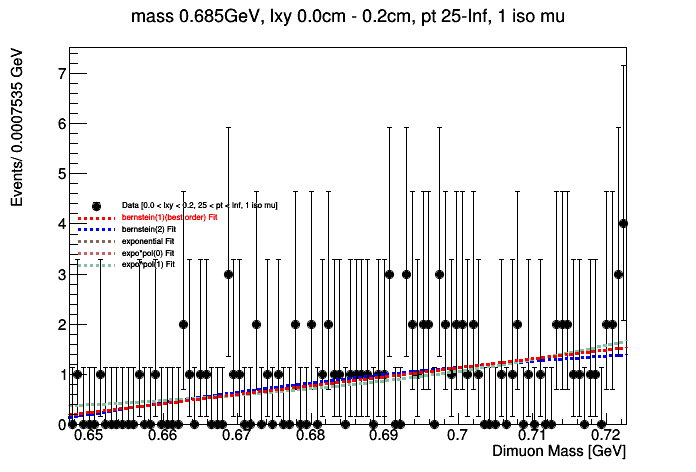 mass 0.685GeV, lxy 0.0cm - 0.2cm, pt 25-Inf, 1 iso mu
Events/ 0.0007535 GeV
7
6
5
4
3
2
1
0
Data [0.0 < lxy < 0.2, 25 < pt < Inf, 1 iso mu]
bernstein(1)(best order) Fit
bernstein(2) Fit
exponential Fit
expo*pol(0) Fit
expo*pol(1) Fit
0.65 0.66 0.67 0.68 0.69 0.7 0.71 0.72
Dimuon Mass [GeV]